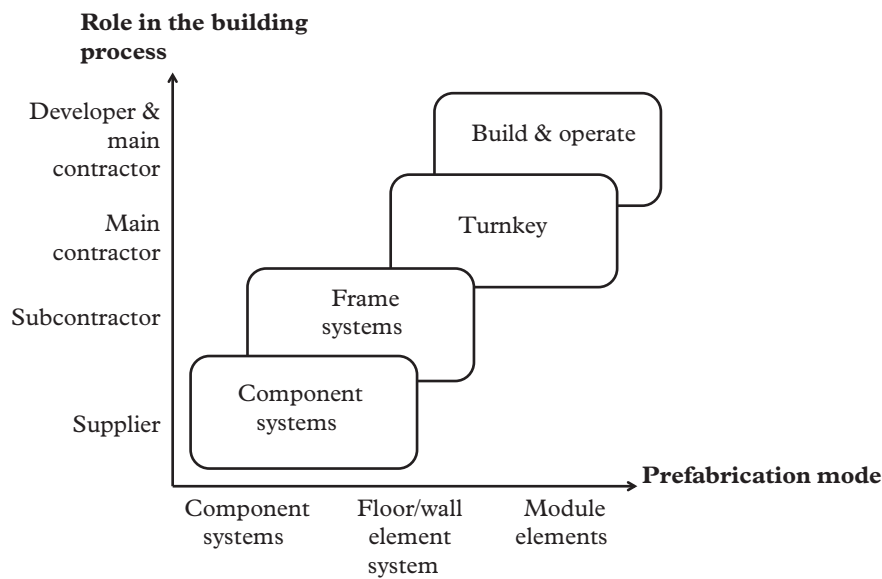 Role in the building
process
Developer &
main
contractor
Build & operate
Main
contractor
Turnkey
Subcontractor
Frame
systems
Supplier
Component
systems
Prefabrication mode
Component
systems
Floor/wall
element
system
Module
elements